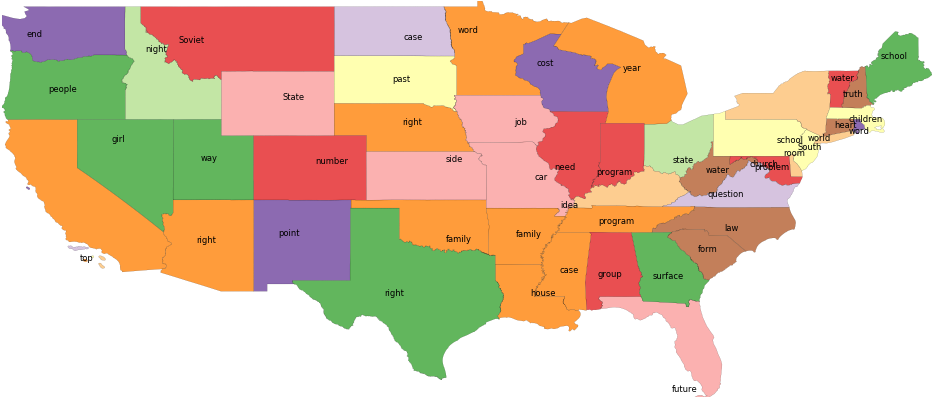 end
people
right
Soviet
State
case
past
right
word
cost
year
girl
way
number
side
job
car
need
program
idea
state
water
question
school
water
truth
children
heart
word
world
school
South
room
church
problem
top
right
point
right
family
family
house
case
group
surface
program
law
form
future